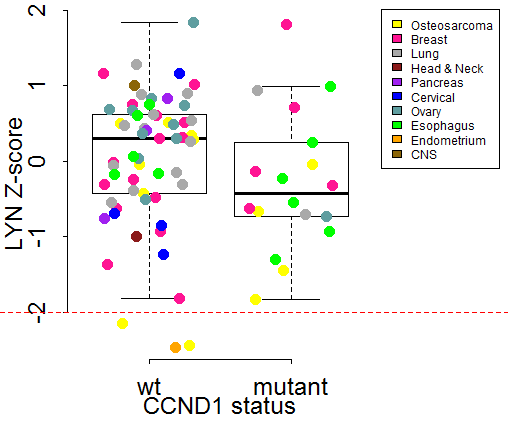 2
1
0
-1
-2
LYN Z-score
wt
mutant
CCND1 status
Osteosarcoma
Breast
Lung
Head & Neck
Pancreas
Cervical
Ovary
Esophagus
Endometrium
CNS